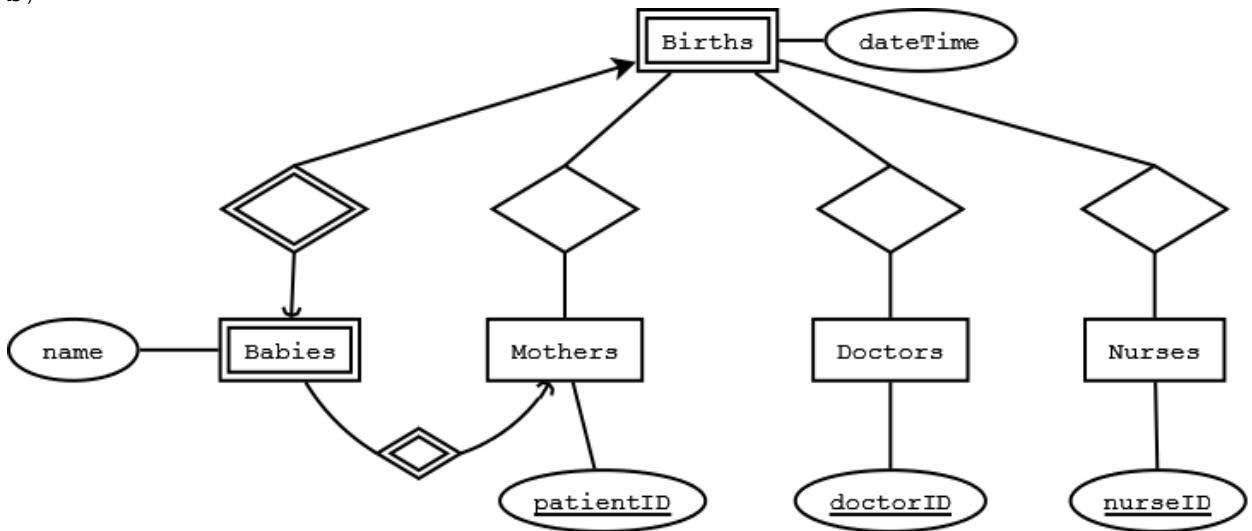 b)
Births
dateTime
name
Babies
Mothers
Doctors
Nurses
patientID
doctorID
nurseID